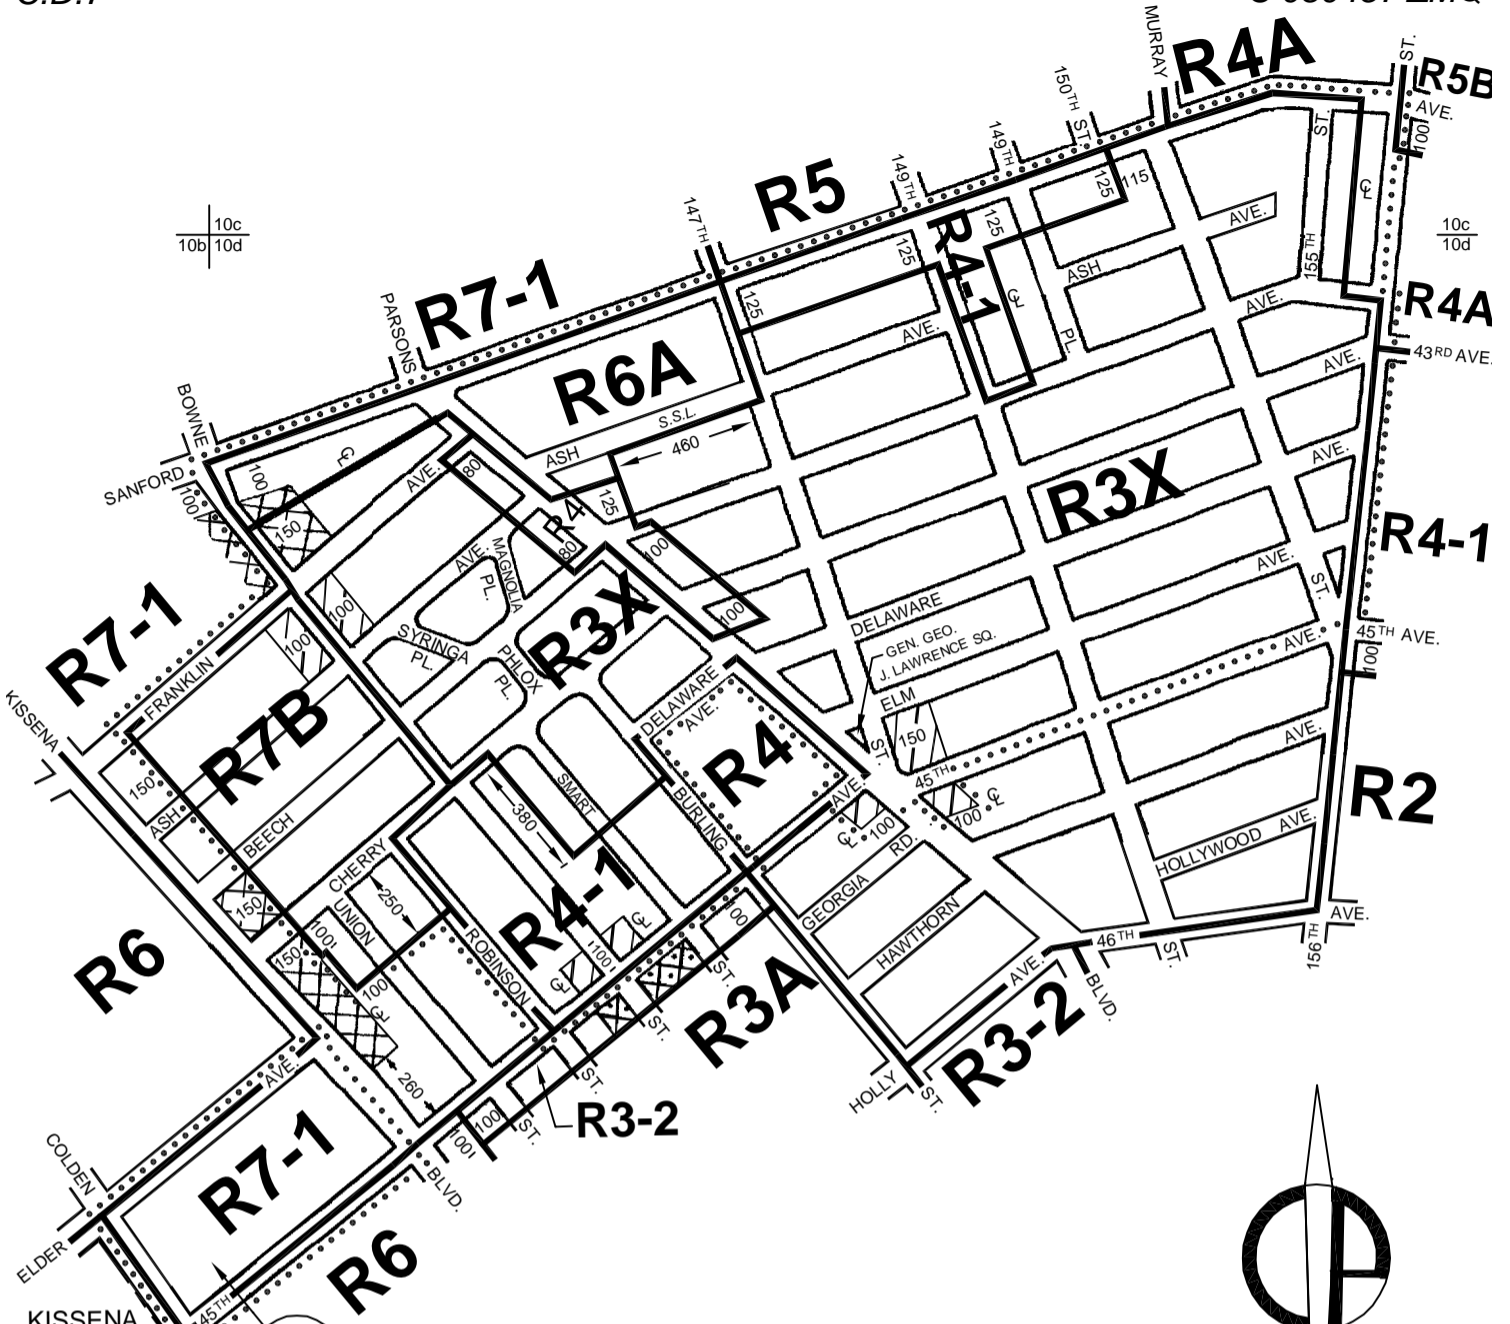 MURRAY
R4A
ST.
R5B
AVE.
100
150TH ST.
149TH
149TH
R5
147TH
125
115
10c
10b 10d
10c
10d
AVE.
ST.
155TH
C L
R4-1
125
125
125
C L
ASH
PL.
AVE.
AVE.
R4A
43RD AVE.
AVE.
R7-1
PARSONS
R6A
BOWNE
SANFORD
100
100
150
C L
AVE.
80
ASH
S.S.L.
460
125
R4
80
100
100
R3X
AVE.
R4-1
AVE.
ST.
AVE.
45TH AVE.
100
AVE.
MAGNOLIA
PL.
SYRINGA
PL.
PHLOX
PL.
R3X
DELAWARE
GEN. GEO.
J. LAWRENCE SQ.
ELM
150
ST.
45TH
R7-1
FRANKLIN
100
100
KISSENA
R7B
150
ASH
BEECH
CHERRY
UNION
250
380
SMART
DELAWARE
AVE.
R4
BURLING
AVE.
C L
100
RD.
100
C L
AVE.
R2
HOLLYWOOD AVE.
GEORGIA
HAWTHORN
AVE.
46TH
ST.
156TH
AVE.
BLVD.
R4-1
ROBINSON
C L
100
C L
100
150
100
150
100
C L
260
R6
ST.
ST.
ST.
ST.
R3A
R3-2
HOLLY
ST.
R3-2
100
100
BLVD.
AVE.
COLDEN
ELDER
R7-1
R6
45TH
KISSENA